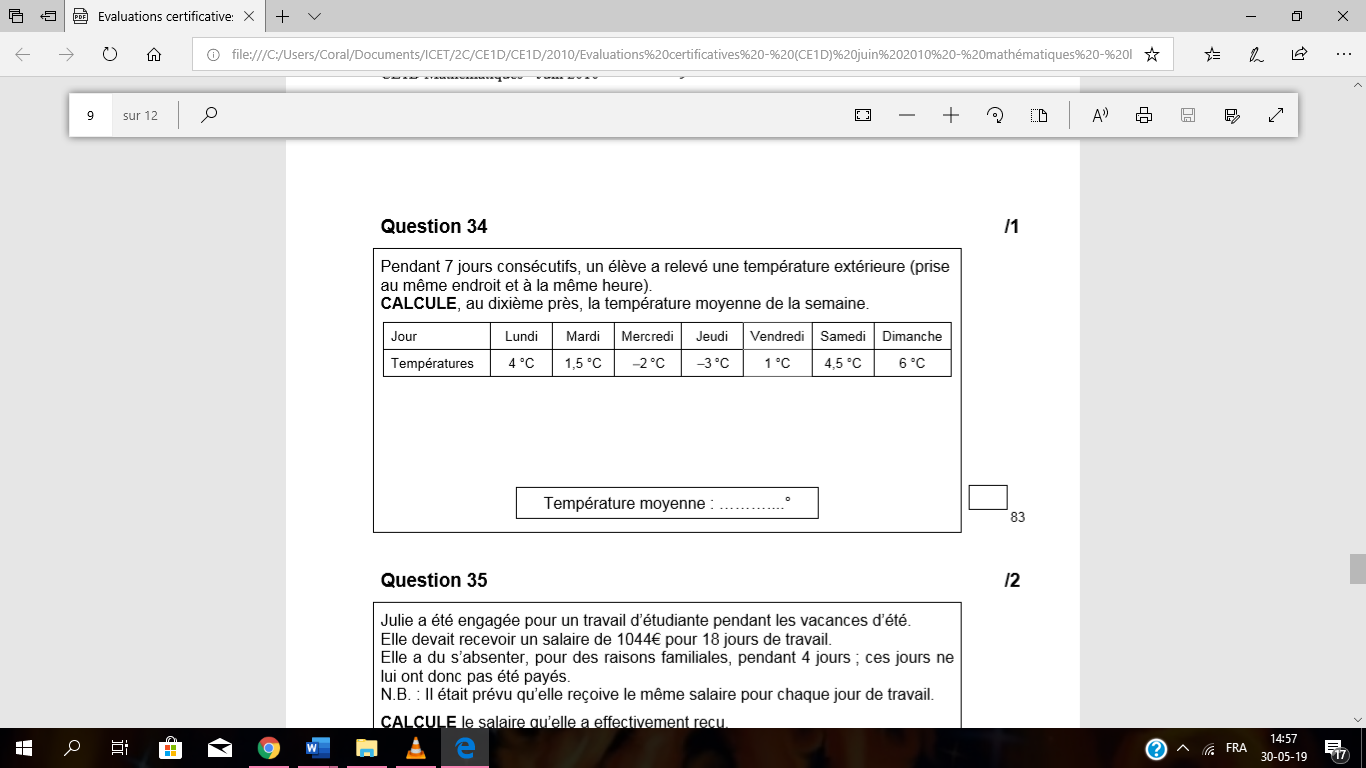 Evaluations certificative:
file:///C:/Users/Coral/Documents/ICET/2C/CE1D/CE1D/2010/Evaluations%20certificatives%20-%20(CE1D)%20juin%202010%20-%20mathématiques%20-%20l
CE1D Mathématiques - Juin 2010 9
9 sur 12
Question 34 /1
Pendant 7 jours consécutifs, un élève a relevé une température extérieure (prise
au même endroit et à la même heure).
CALCULE, au dixième près, la température moyenne de la semaine.
Jour Lundi Mardi Mercredi Jeudi Vendredi Samedi Dimanche
Températures 4 °C 1,5 °C –2 °C –3 °C 1 °C 4,5 °C 6 °C
Température moyenne : ………....°
83
Question 35 /2
Julie a été engagée pour un travail d’étudiante pendant les vacances d’été.
Elle devait recevoir un salaire de 1044€ pour 18 jours de travail.
Elle a du s’absenter, pour des raisons familiales, pendant 4 jours ; ces jours ne
lui ont donc pas été payés.
N.B. : Il était prévu qu’elle reçoive le même salaire pour chaque jour de travail.
CALCULE le salaire qu’elle a effectivement reçu.
FRA
14:57
30-05-19
17